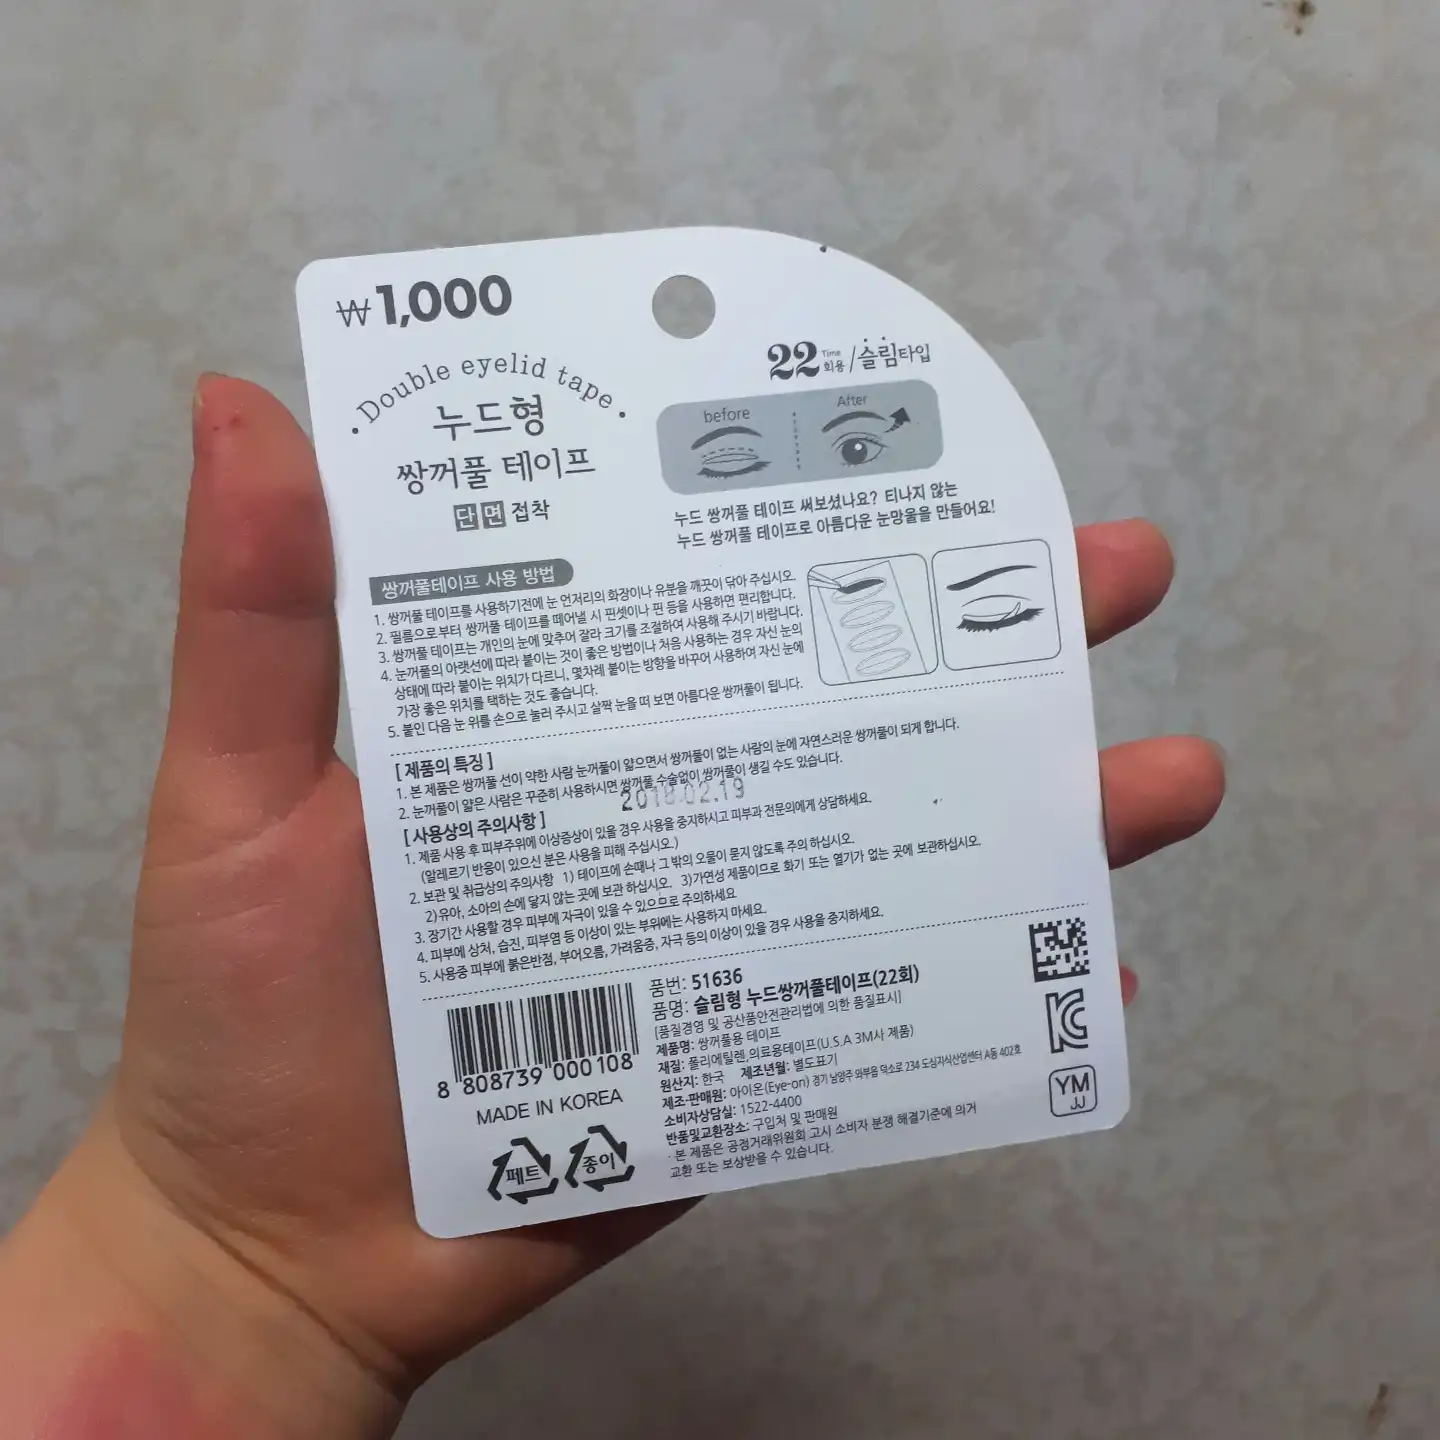 ₩1,000
Double eyelid tape
누드형
쌍꺼풀 테이프
단면 접착
22 Time 회용 /슬림타입
before
After
누드 쌍꺼풀 테이프 써보셨나요? 티나지 않는
누드 쌍꺼풀 테이프로 아름다운 눈망울을 만들어요!
쌍꺼풀테이프 사용 방법
1. 쌍꺼풀 테이프를 사용하기전에 눈 언저리의 화장이나 유분을 깨끗이 닦아 주십시오.
2. 필름으로부터 쌍꺼풀 테이프를 떼어낼 시 핀셋이나 핀 등을 사용하면 편리합니다.
3. 쌍꺼풀 테이프는 개인의 눈에 맞추어 잘라 크기를 조절하여 사용해 주시기 바랍니다.
4. 눈꺼풀의 아랫선에 따라 붙이는 것이 좋은 방법이나 처음 사용하는 경우 자신 눈의
상태에 따라 붙이는 위치가 다르니, 몇차례 붙이는 방향을 바꾸어 사용하여 자신 눈에
가장 좋은 위치를 택하는 것도 좋습니다.
5. 붙인 다음 눈 위를 손으로 눌러 주시고 살짝 눈을 떠 보면 아름다운 쌍꺼풀이 됩니다.
[제품의 특징]
1. 본 제품은 쌍꺼풀 선이 약한 사람 눈꺼풀이 얇으면서 쌍꺼풀이 없는 사람의 눈에 자연스러운 쌍꺼풀이 되게 합니다.
2. 눈꺼풀이 얇은 사람은 꾸준히 사용하시면 쌍꺼풀 수술없이 쌍꺼풀이 생길 수도 있습니다.
2018.02.19
[사용상의 주의사항]
1. 제품 사용 후 피부주위에 이상증상이 있을 경우 사용을 중지하시고 피부과 전문의에게 상담하세요.
(알레르기 반응이 있으신 분은 사용을 피해 주십시오.)
2. 보관 및 취급상의 주의사항 1) 테이프에 손때나 그 밖의 오물이 묻지 않도록 주의 하십시오.
2)유아, 소아의 손에 닿지 않는 곳에 보관 하십시오. 3)가연성 제품이므로 화기 또는 열기가 없는 곳에 보관하십시오.
3. 장기간 사용할 경우 피부에 자극이 있을 수 있으므로 주의하세요
4. 피부에 상처, 습진, 피부염 등 이상이 있는 부위에는 사용하지 마세요.
5. 사용중 피부에 붉은반점, 부어오름, 가려움증, 자극 등의 이상이 있을 경우 사용을 중지하세요.
8 808739 000108
MADE IN KOREA
페트
종이
품번: 51636
품명: 슬림형 누드쌍꺼풀테이프(22회)
[품질경영 및 공산품안전관리법에 의한 품질표시]
제품명: 쌍꺼풀용 테이프
재질: 폴리에틸렌,의료용테이프(U.S.A 3M사 제품)
원산지: 한국 제조년월: 별도표기
제조·판매원: 아이온(Eye-on) 경기 남양주 와부읍 덕소로 234 도심지식산업센터 A동 402호
소비자상담실: 1522-4400
반품및교환장소: 구입처 및 판매원
· 본 제품은 공정거래위원회 고시 소비자 분쟁 해결기준에 의거
교환 또는 보상받을 수 있습니다.
YM
JJ